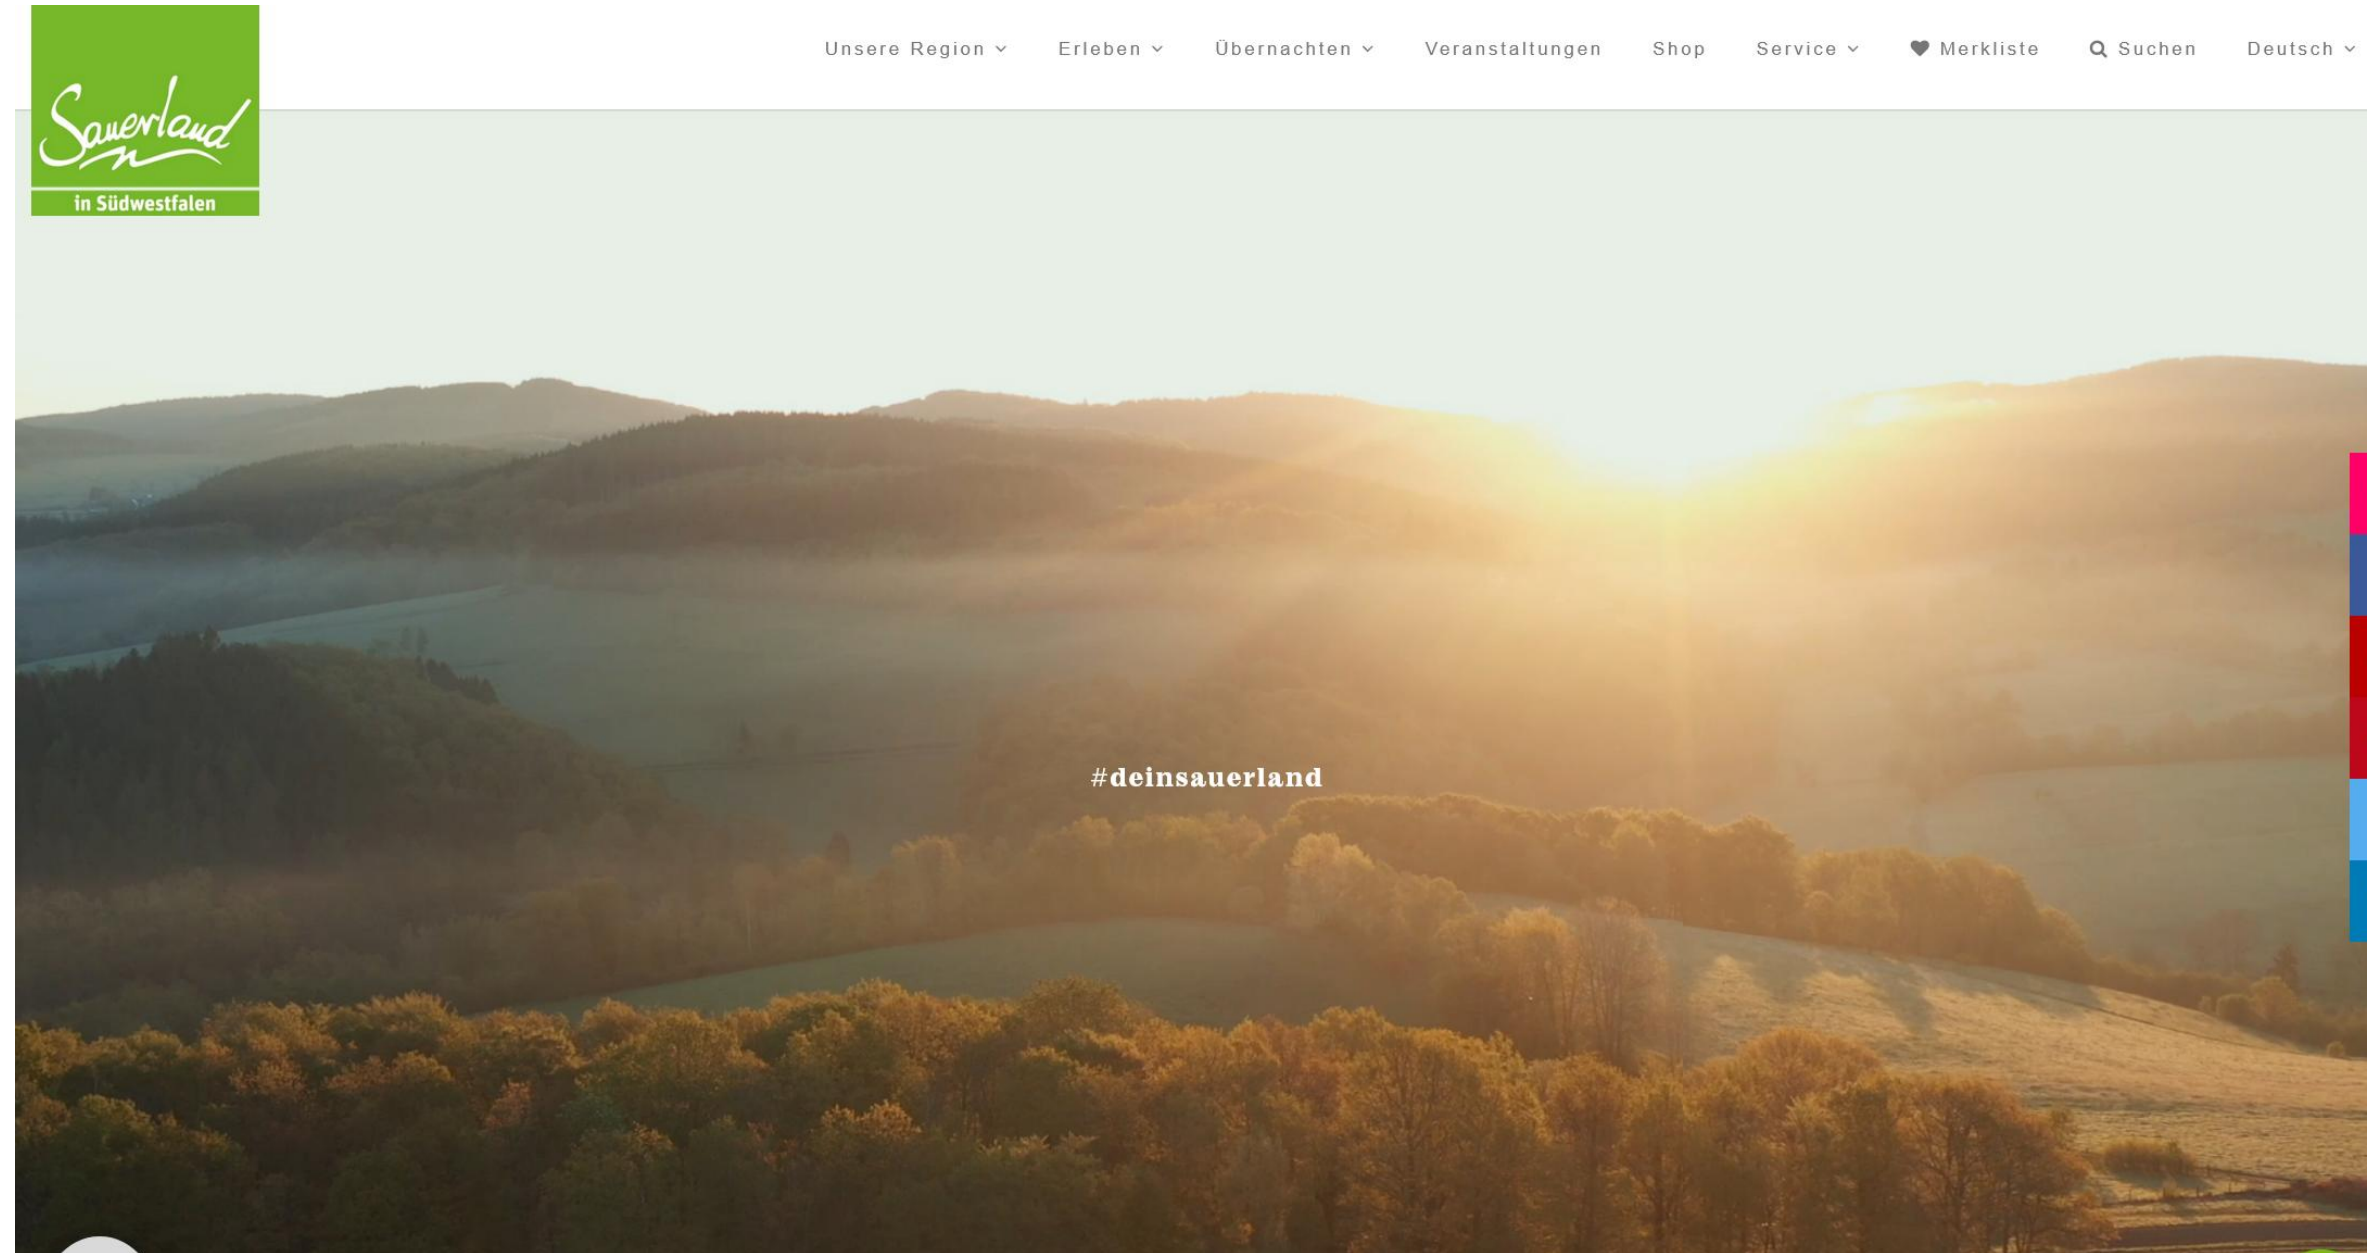 Sauerland
in Südwestfalen
Unsere Region
Erleben
Übernachten
Veranstaltungen
Shop
Service
Merkliste
Suchen
Deutsch
#deinsauerland